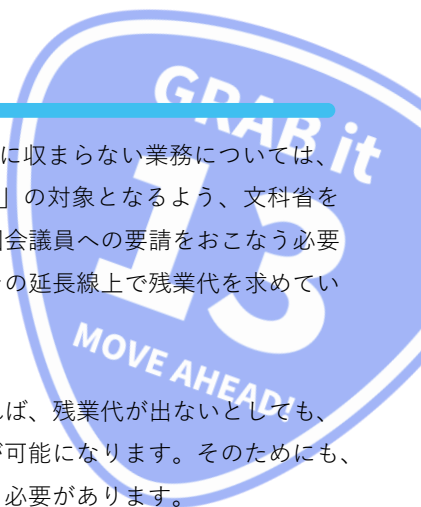 GRAB it
13
MOVE AHEAD!
に収まらない業務については、
」の対象となるよう、文科省を
会議員への要請をおこなう必要
の延長線上で残業代を求めてい
ば、残業代が出ないとしても、
可能になります。そのためにも、
必要があります。